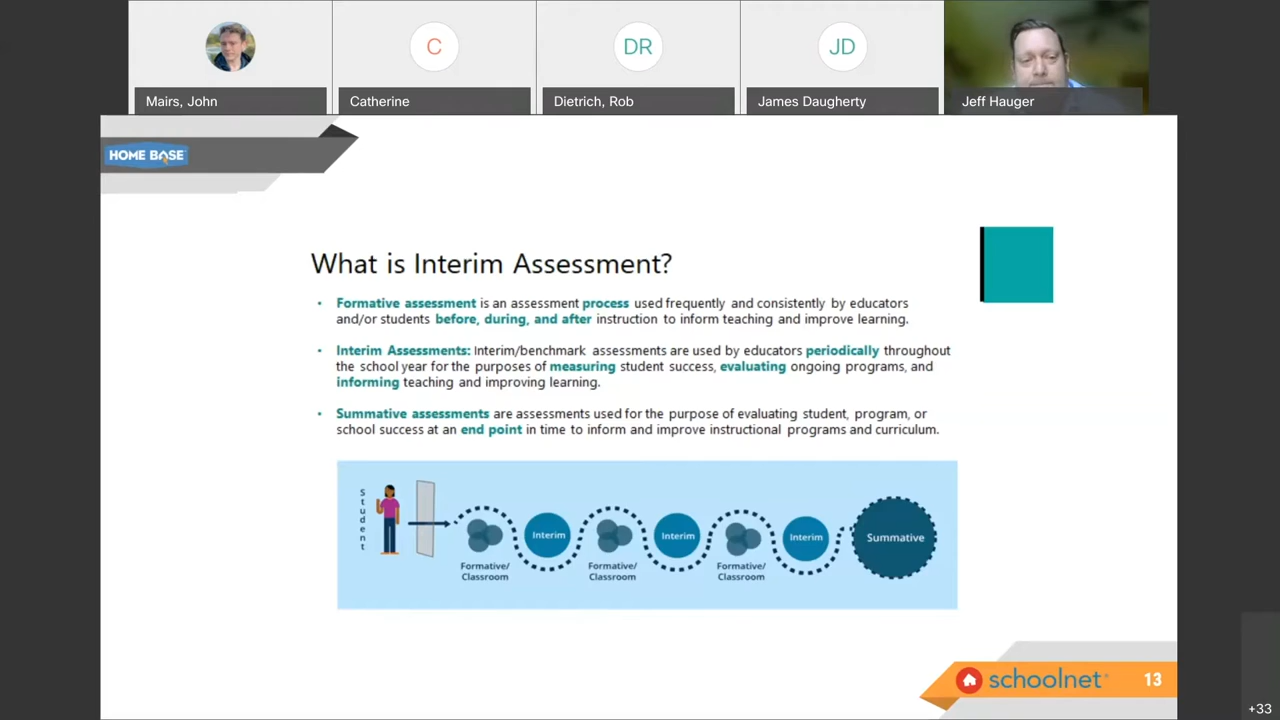 Mairs, John
C
Catherine
DR
Dietrich, Rob
JD
James Daugherty
Jeff Hauger
HOME BASE
What is Interim Assessment?
• Formative assessment is an assessment process used frequently and consistently by educators
and/or students before, during, and after instruction to inform teaching and improve learning.
• Interim Assessments: Interim/benchmark assessments are used by educators periodically throughout
the school year for the purposes of measuring student success, evaluating ongoing programs, and
informing teaching and improving learning.
• Summative assessments are assessments used for the purpose of evaluating student, program, or
school success at an end point in time to inform and improve instructional programs and curriculum.
Student
Formative/
Classroom
Interim
Formative/
Classroom
Interim
Formative/
Classroom
Interim
Summative
schoolnet
13
+33